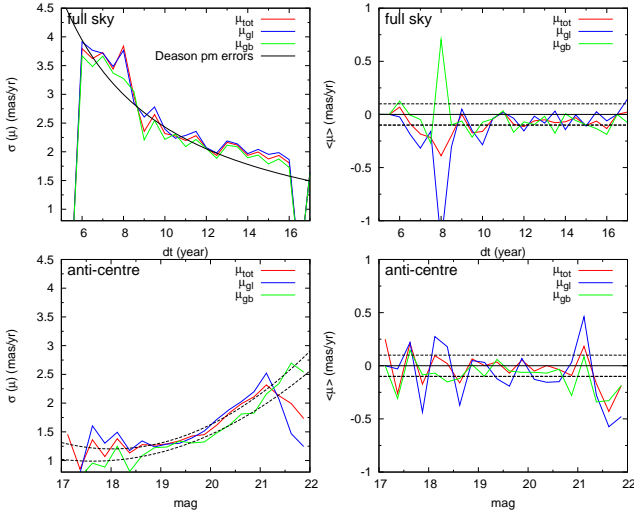 full sky
μtot
μgl
μgb
Deason pm errors
σ (μ) (mas/yr)
4.5
4
3.5
3
2.5
2
1.5
1
6 8 10 12 14 16
dt (year)
full sky
μtot
μgl
μgb
<μ> (mas/yr)
1
0.5
0
-0.5
-1
6 8 10 12 14 16
dt (year)
anti-centre
μtot
μgl
μgb
σ (μ) (mas/yr)
4.5
4
3.5
3
2.5
2
1.5
1
17 18 19 20 21 22
mag
anti-centre
μtot
μgl
μgb
<μ> (mas/yr)
1
0.5
0
-0.5
-1
17 18 19 20 21 22
mag